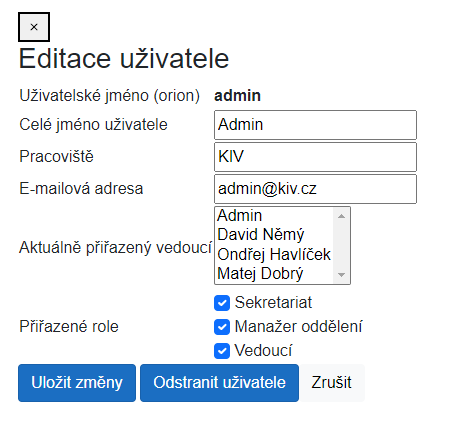 ×
Editace uživatele
Uživatelské jméno (orion) admin
Celé jméno uživatele Admin
Pracoviště KIV
E-mailová adresa admin@kiv.cz
Aktuálně přiřazený vedoucí
Admin
David Němý
Ondřej Havlíček
Matej Dobrý
Přiřazené role
Sekretariat
Manažer oddělení
Vedoucí
Uložit změny Odstranit uživatele Zrušit